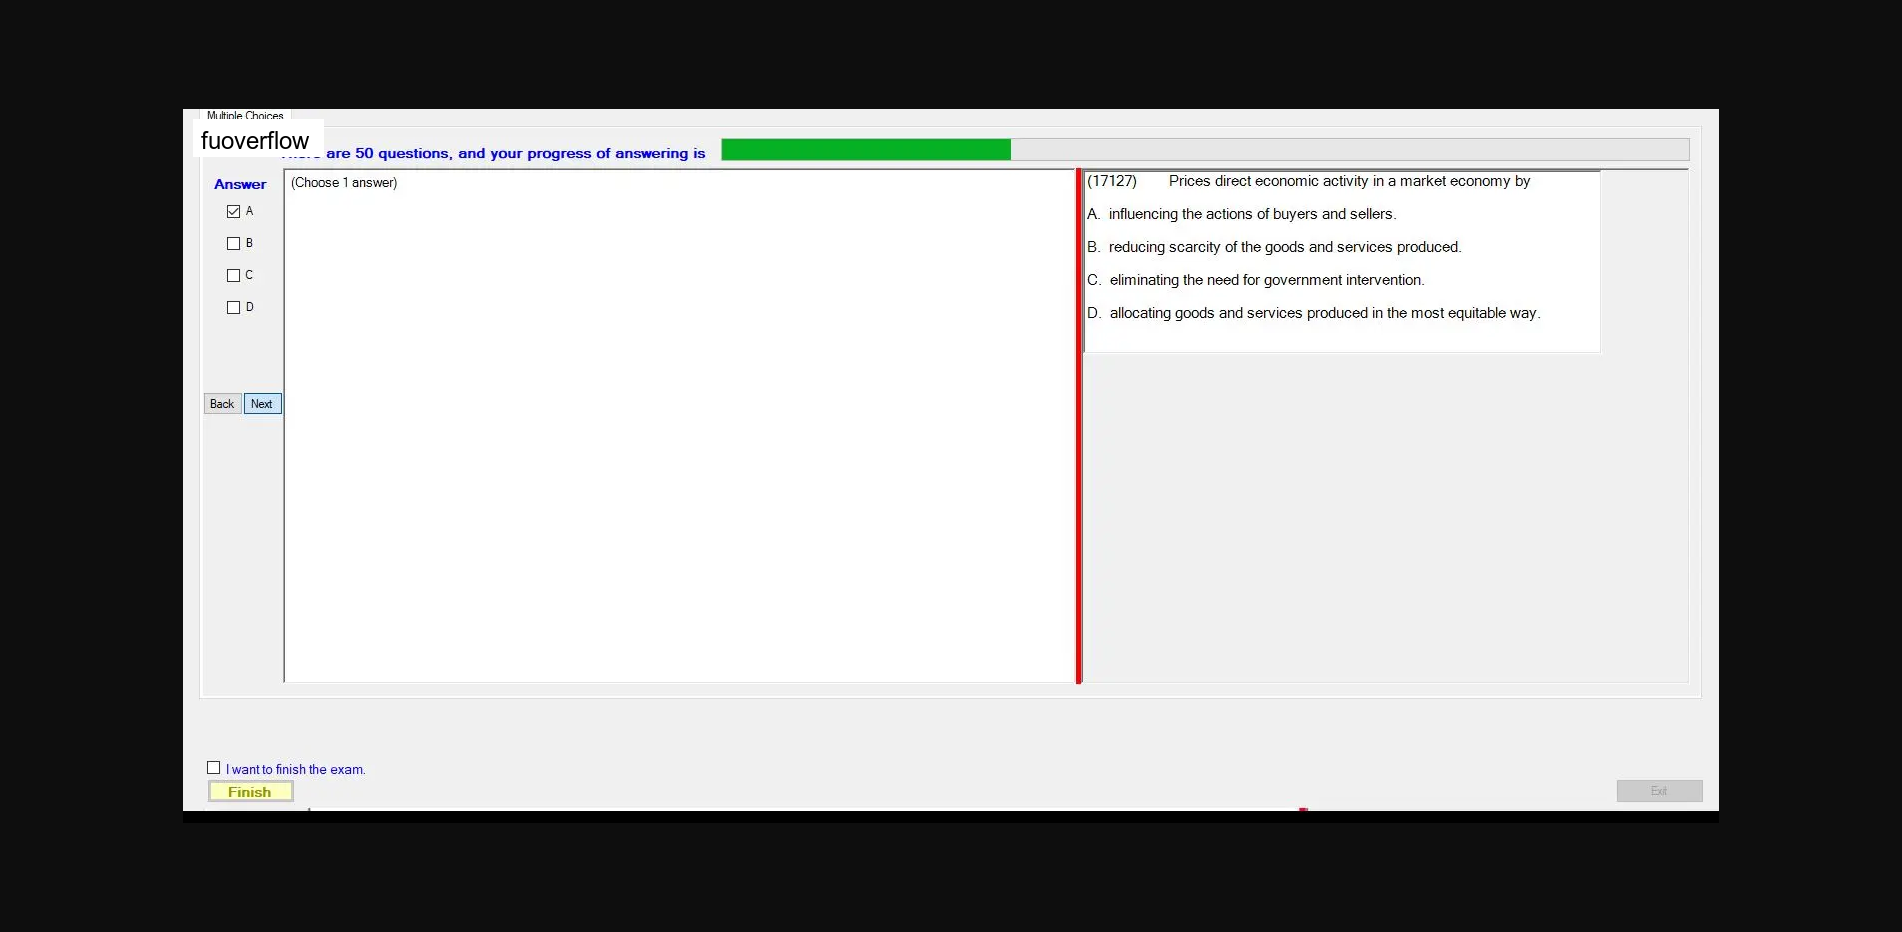 Multiple Choices
fuoverflow
are 50 questions, and your progress of answering is
Answer
(Choose 1 answer)
A
B
C
D
Back Next
(17127) Prices direct economic activity in a market economy by
A. influencing the actions of buyers and sellers.
B. reducing scarcity of the goods and services produced.
C. eliminating the need for government intervention.
D. allocating goods and services produced in the most equitable way.
I want to finish the exam.
Finish
Exit